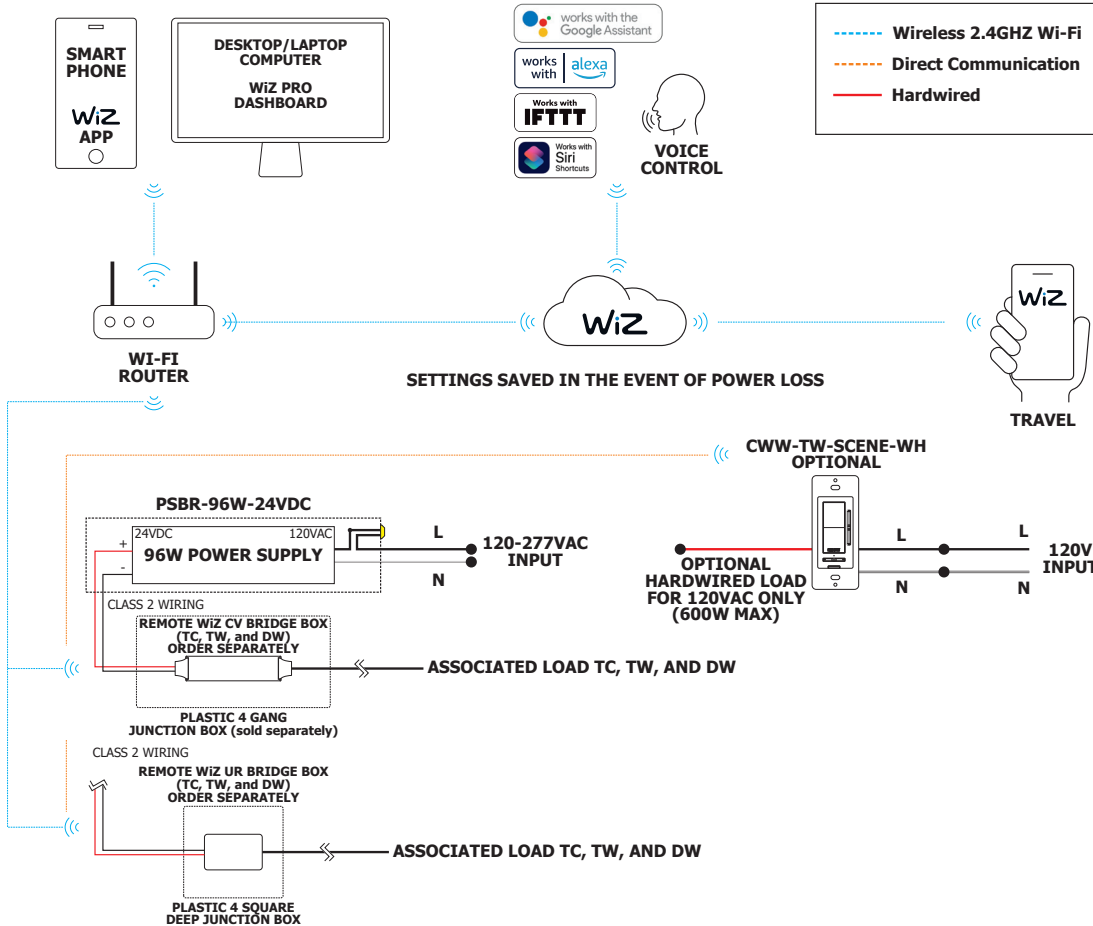 SMART
PHONE
WiZ
APP
DESKTOP/LAPTOP
COMPUTER
WiZ PRO
DASHBOARD
works with the
Google Assistant
works
with
alexa
Works with
IFTTT
Works with
Siri
Shortcuts
VOICE
CONTROL
Wireless 2.4GHZ Wi-Fi
Direct Communication
Hardwired
WI-FI
ROUTER
WiZ
SETTINGS SAVED IN THE EVENT OF POWER LOSS
WiZ
TRAVEL
CWW-TW-SCENE-WH
OPTIONAL
PSBR-96W-24VDC
24VDC
120VAC
+
-
96W POWER SUPPLY
L
N
120-277VAC
INPUT
OPTIONAL
HARDWIRED LOAD
FOR 120VAC ONLY
(600W MAX)
L
N
L
N
120V
INPUT
CLASS 2 WIRING
REMOTE WiZ CV BRIDGE BOX
(TC, TW, and DW)
ORDER SEPARATELY
ASSOCIATED LOAD TC, TW, AND DW
PLASTIC 4 GANG
JUNCTION BOX (sold separately)
CLASS 2 WIRING
REMOTE WiZ UR BRIDGE BOX
(TC, TW, and DW)
ORDER SEPARATELY
ASSOCIATED LOAD TC, TW, AND DW
PLASTIC 4 SQUARE
DEEP JUNCTION BOX